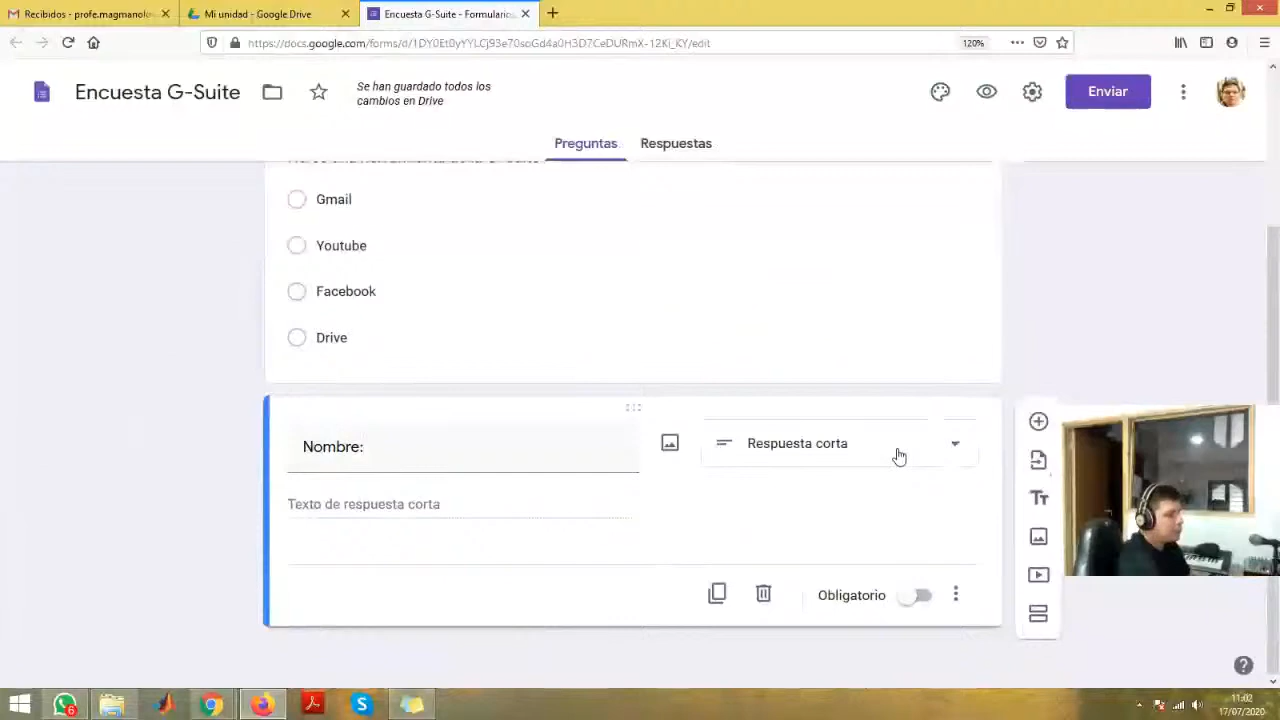 Recibidos - profe.magmanolo
Mi unidad - Google Drive
Encuesta G-Suite - Formulario
120%
Encuesta G-Suite
Se han guardado todos los
cambios en Drive
Enviar
Preguntas
Respuestas
Gmail
Youtube
Facebook
Drive
Nombre:
Respuesta corta
Texto de respuesta corta
Obligatorio
11:02
17/07/2020